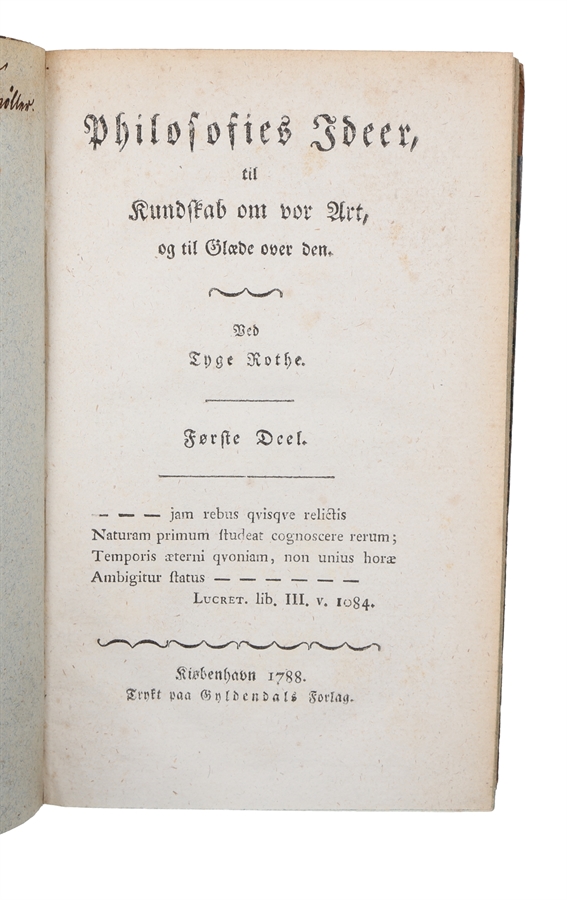 Philosofies Ideer,
til
Kundskab om vor Art,
og til Glæde over den.
Ved
Tyge Rothe.
Første Deel.
— — — jam rebus qvisqve relictis
Naturam primum ſtudeat cognoscere rerum;
Temporis æterni qvoniam, non unius horæ
Ambigitur ſtatus — — — — — —
LUCRET. lib. III. v. 1084.
Kiøbenhavn 1788.
Trykt paa Gyldendals Forlag.